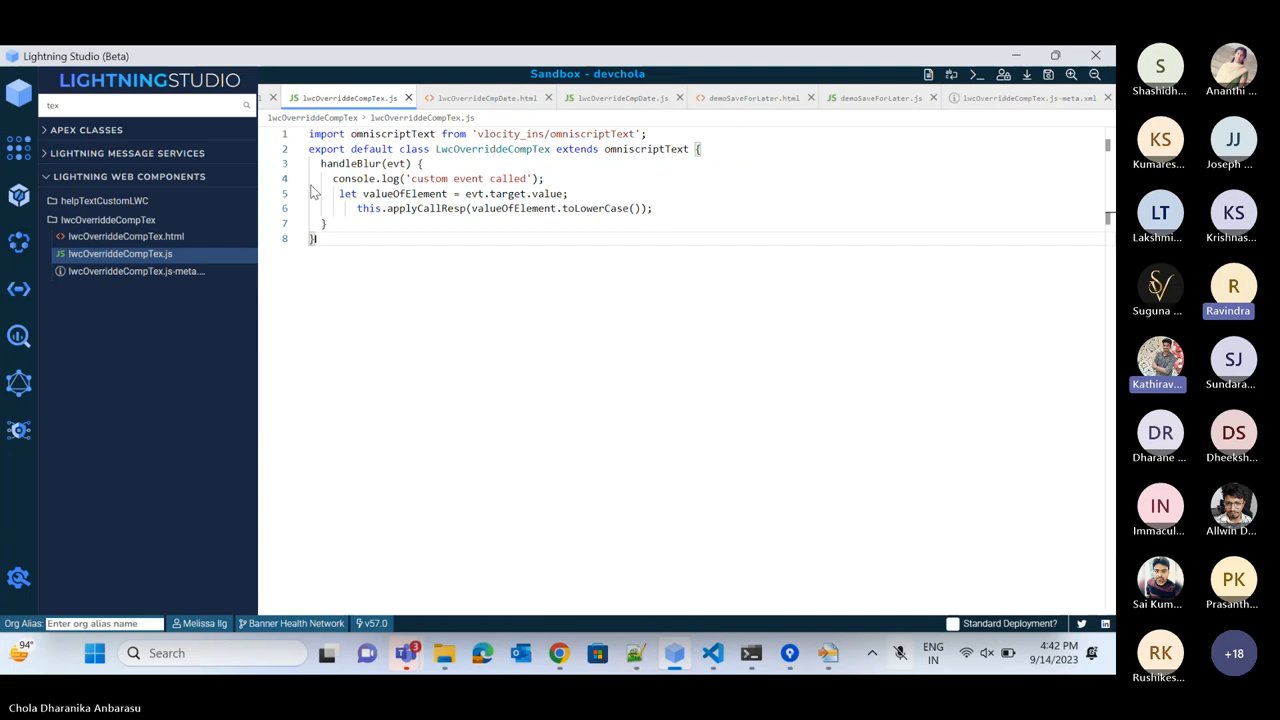 Lightning Studio (Beta)
LIGHTNINGSTUDIO
Sandbox - devchola
tex
lwcOverriddeCompTex.js
lwcOverrideCmpDate.html
lwcOverrideCmpDate.js
demoSaveForLater.html
demoSaveForLater.js
lwcOverriddeCompTex.js-meta.xml
lwcOverriddeCompTex > lwcOverriddeCompTex.js
APEX CLASSES
LIGHTNING MESSAGE SERVICES
LIGHTNING WEB COMPONENTS
helpTextCustomLWC
lwcOverriddeCompTex
lwcOverriddeCompTex.html
JS lwcOverriddeCompTex.js
lwcOverriddeCompTex.js-meta...
1 import omniscriptText from 'vlocity_ins/omniscriptText';
2 export default class LwcOverriddeCompTex extends omniscriptText {
3 handleBlur(evt) {
4 console.log('custom event called');
5 let valueOfElement = evt.target.value;
6 this.applyCallResp(valueOfElement.toLowerCase());
7 }
8 }
Org Alias: Enter org alias name
Melissa Ilg
Banner Health Network
v57.0
Standard Deployment?
94°
Search
3
ENG
IN
4:42 PM
9/14/2023
S
Shashidh...
Ananthi ...
KS
Kumares...
JJ
Joseph ...
LT
Lakshmi...
KS
Krishnas...
SV
Suguna ...
R
Ravindra
Kathirav...
SJ
Sundara...
DR
Dharane ...
DS
Dheeksh...
IN
Immacul...
Allwin D...
Sai Kum...
PK
Prasanth...
RK
Rushikes...
+18
Chola Dharanika Anbarasu